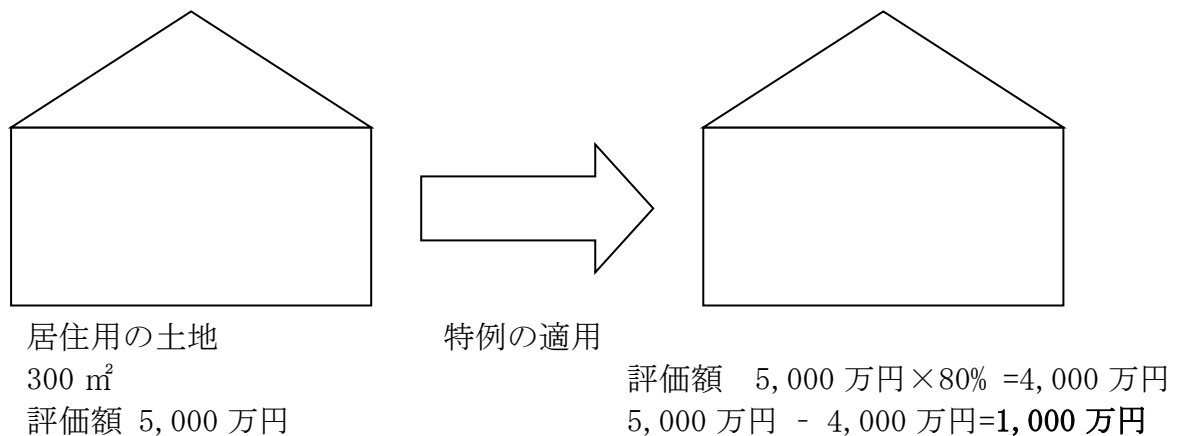 居住用の土地
300 ㎡
評価額 5,000 万円
特例の適用
評価額　5,000 万円×80% =4,000 万円
5,000 万円 - 4,000 万円=1,000 万円